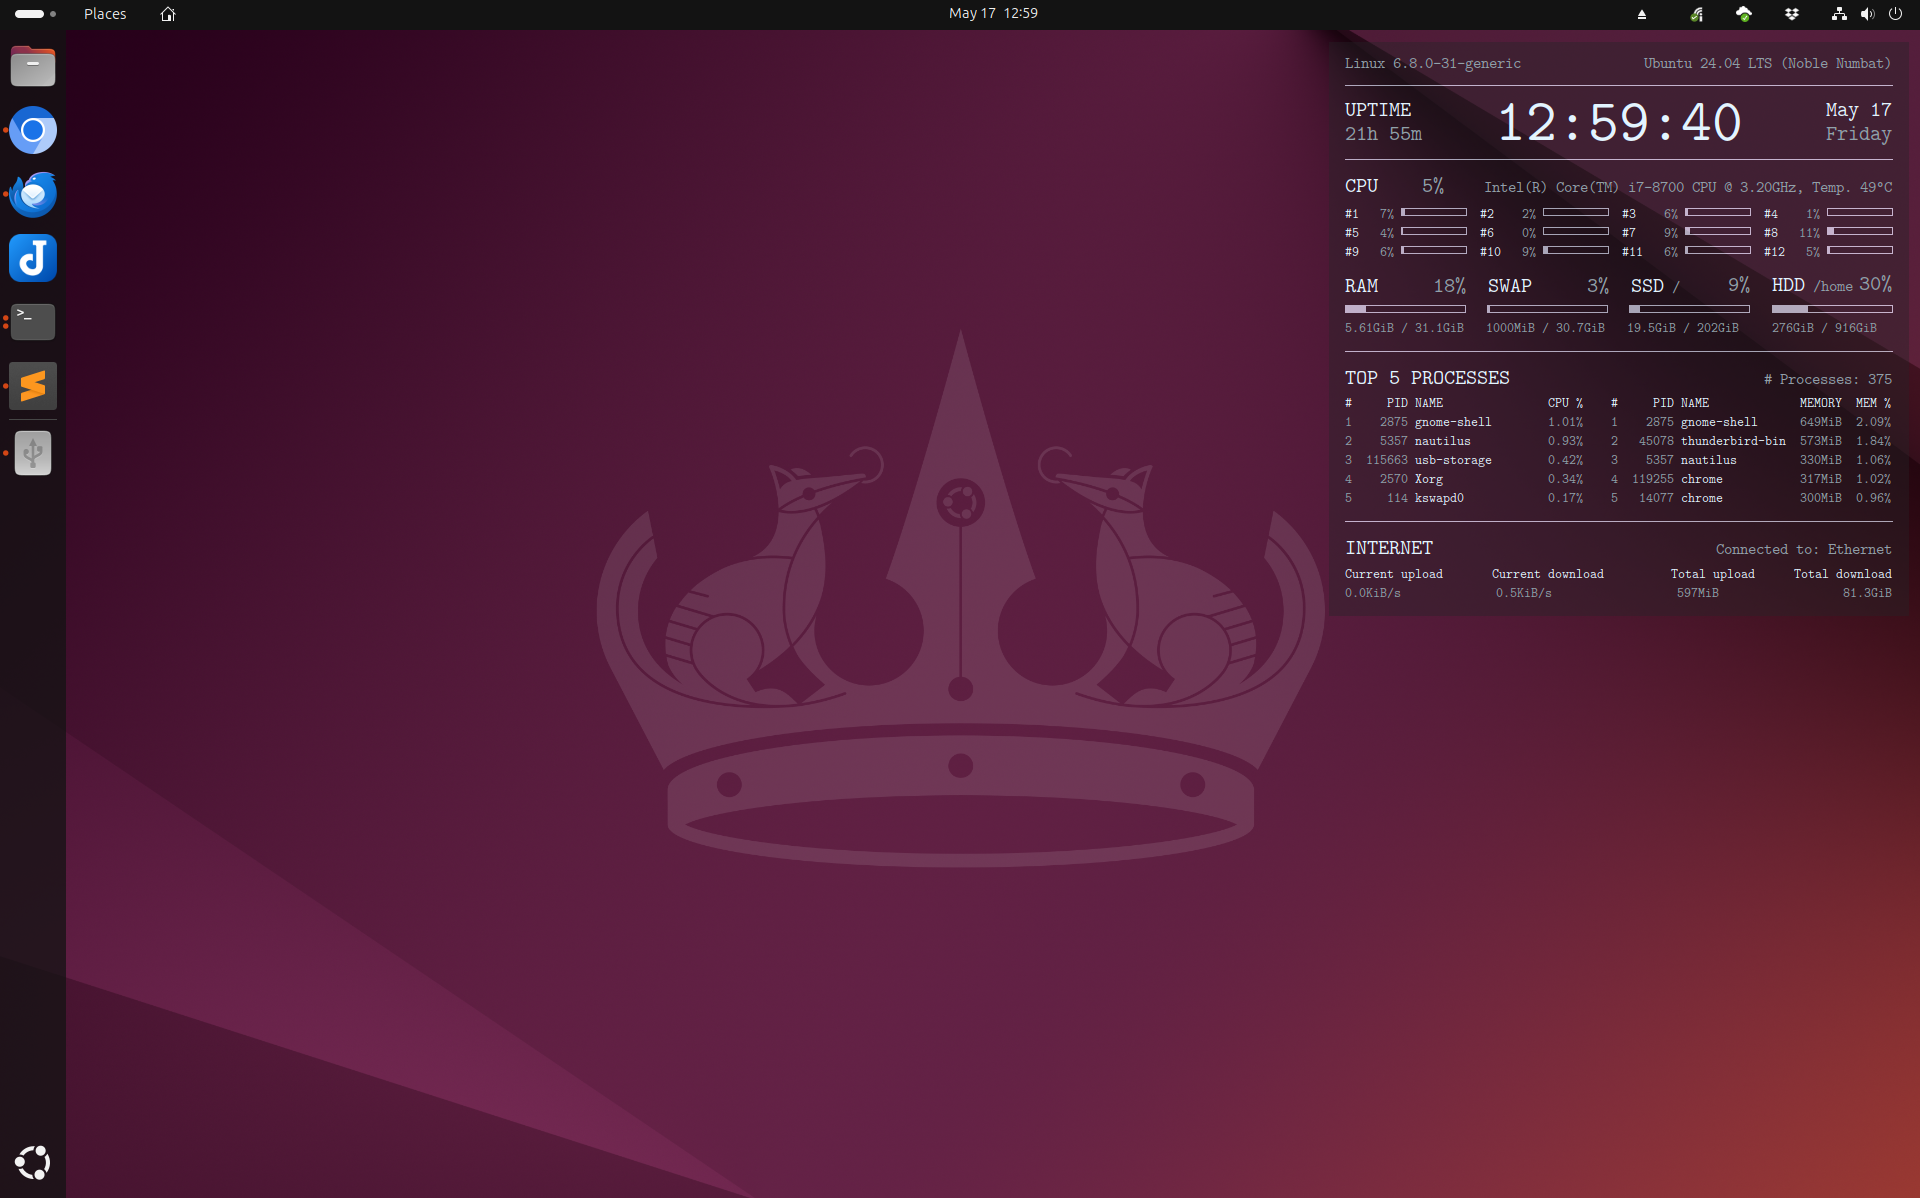 Places
May 17 12:59
Linux 6.8.0-31-generic Ubuntu 24.04 LTS (Noble Numbat)
UPTIME 12:59:40 May 17
21h 55m Friday
CPU 5% Intel(R) Core(TM) i7-8700 CPU @ 3.20GHz, Temp. 49°C
#1 7% #2 2% #3 6% #4 1%
#5 4% #6 0% #7 9% #8 11%
#9 6% #10 9% #11 6% #12 5%
RAM 18% SWAP 3% SSD / 9% HDD /home 30%
5.61GiB / 31.1GiB 1000MiB / 30.7GiB 19.5GiB / 202GiB 276GiB / 916GiB
TOP 5 PROCESSES # Processes: 375
# PID NAME CPU % # PID NAME MEMORY MEM %
1 2875 gnome-shell 1.01% 1 2875 gnome-shell 649MiB 2.09%
2 5357 nautilus 0.93% 2 45078 thunderbird-bin 573MiB 1.84%
3 115663 usb-storage 0.42% 3 5357 nautilus 330MiB 1.06%
4 2570 Xorg 0.34% 4 119255 chrome 317MiB 1.02%
5 114 kswapd0 0.17% 5 14077 chrome 300MiB 0.96%
INTERNET Connected to: Ethernet
Current upload Current download Total upload Total download
0.0KiB/s 0.5KiB/s 597MiB 81.3GiB